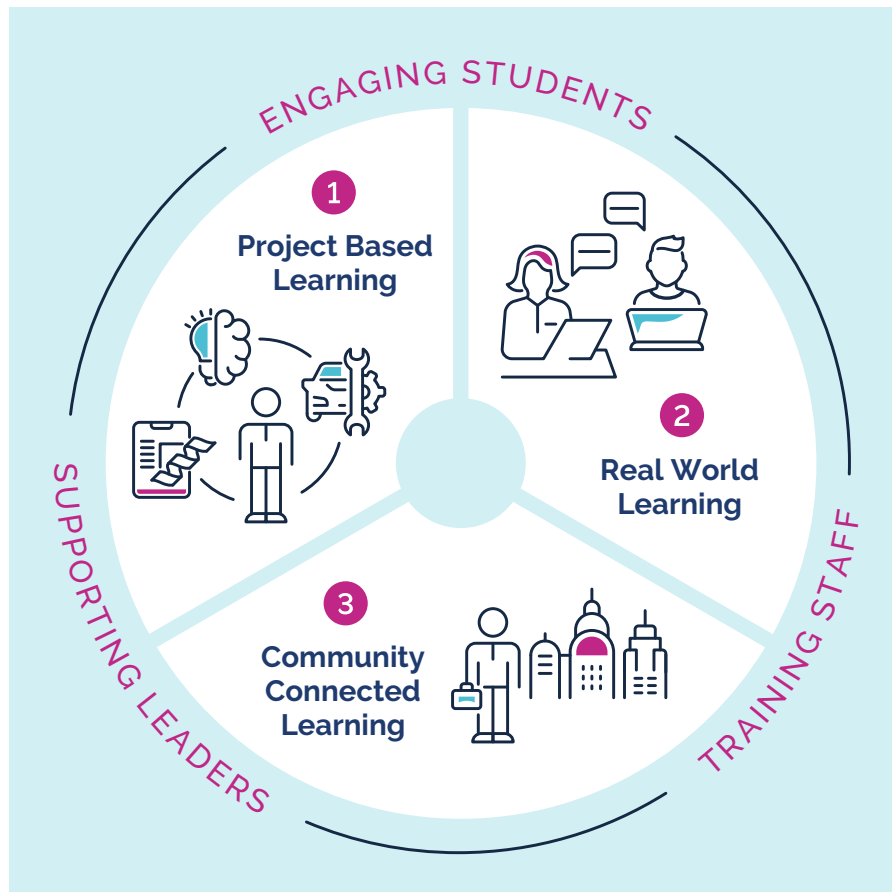 ENGAGING STUDENTS
1
Project Based
Learning
2
Real World
Learning
3
Community
Connected
Learning
SUPPORTING LEADERS
TRAINING STAFF